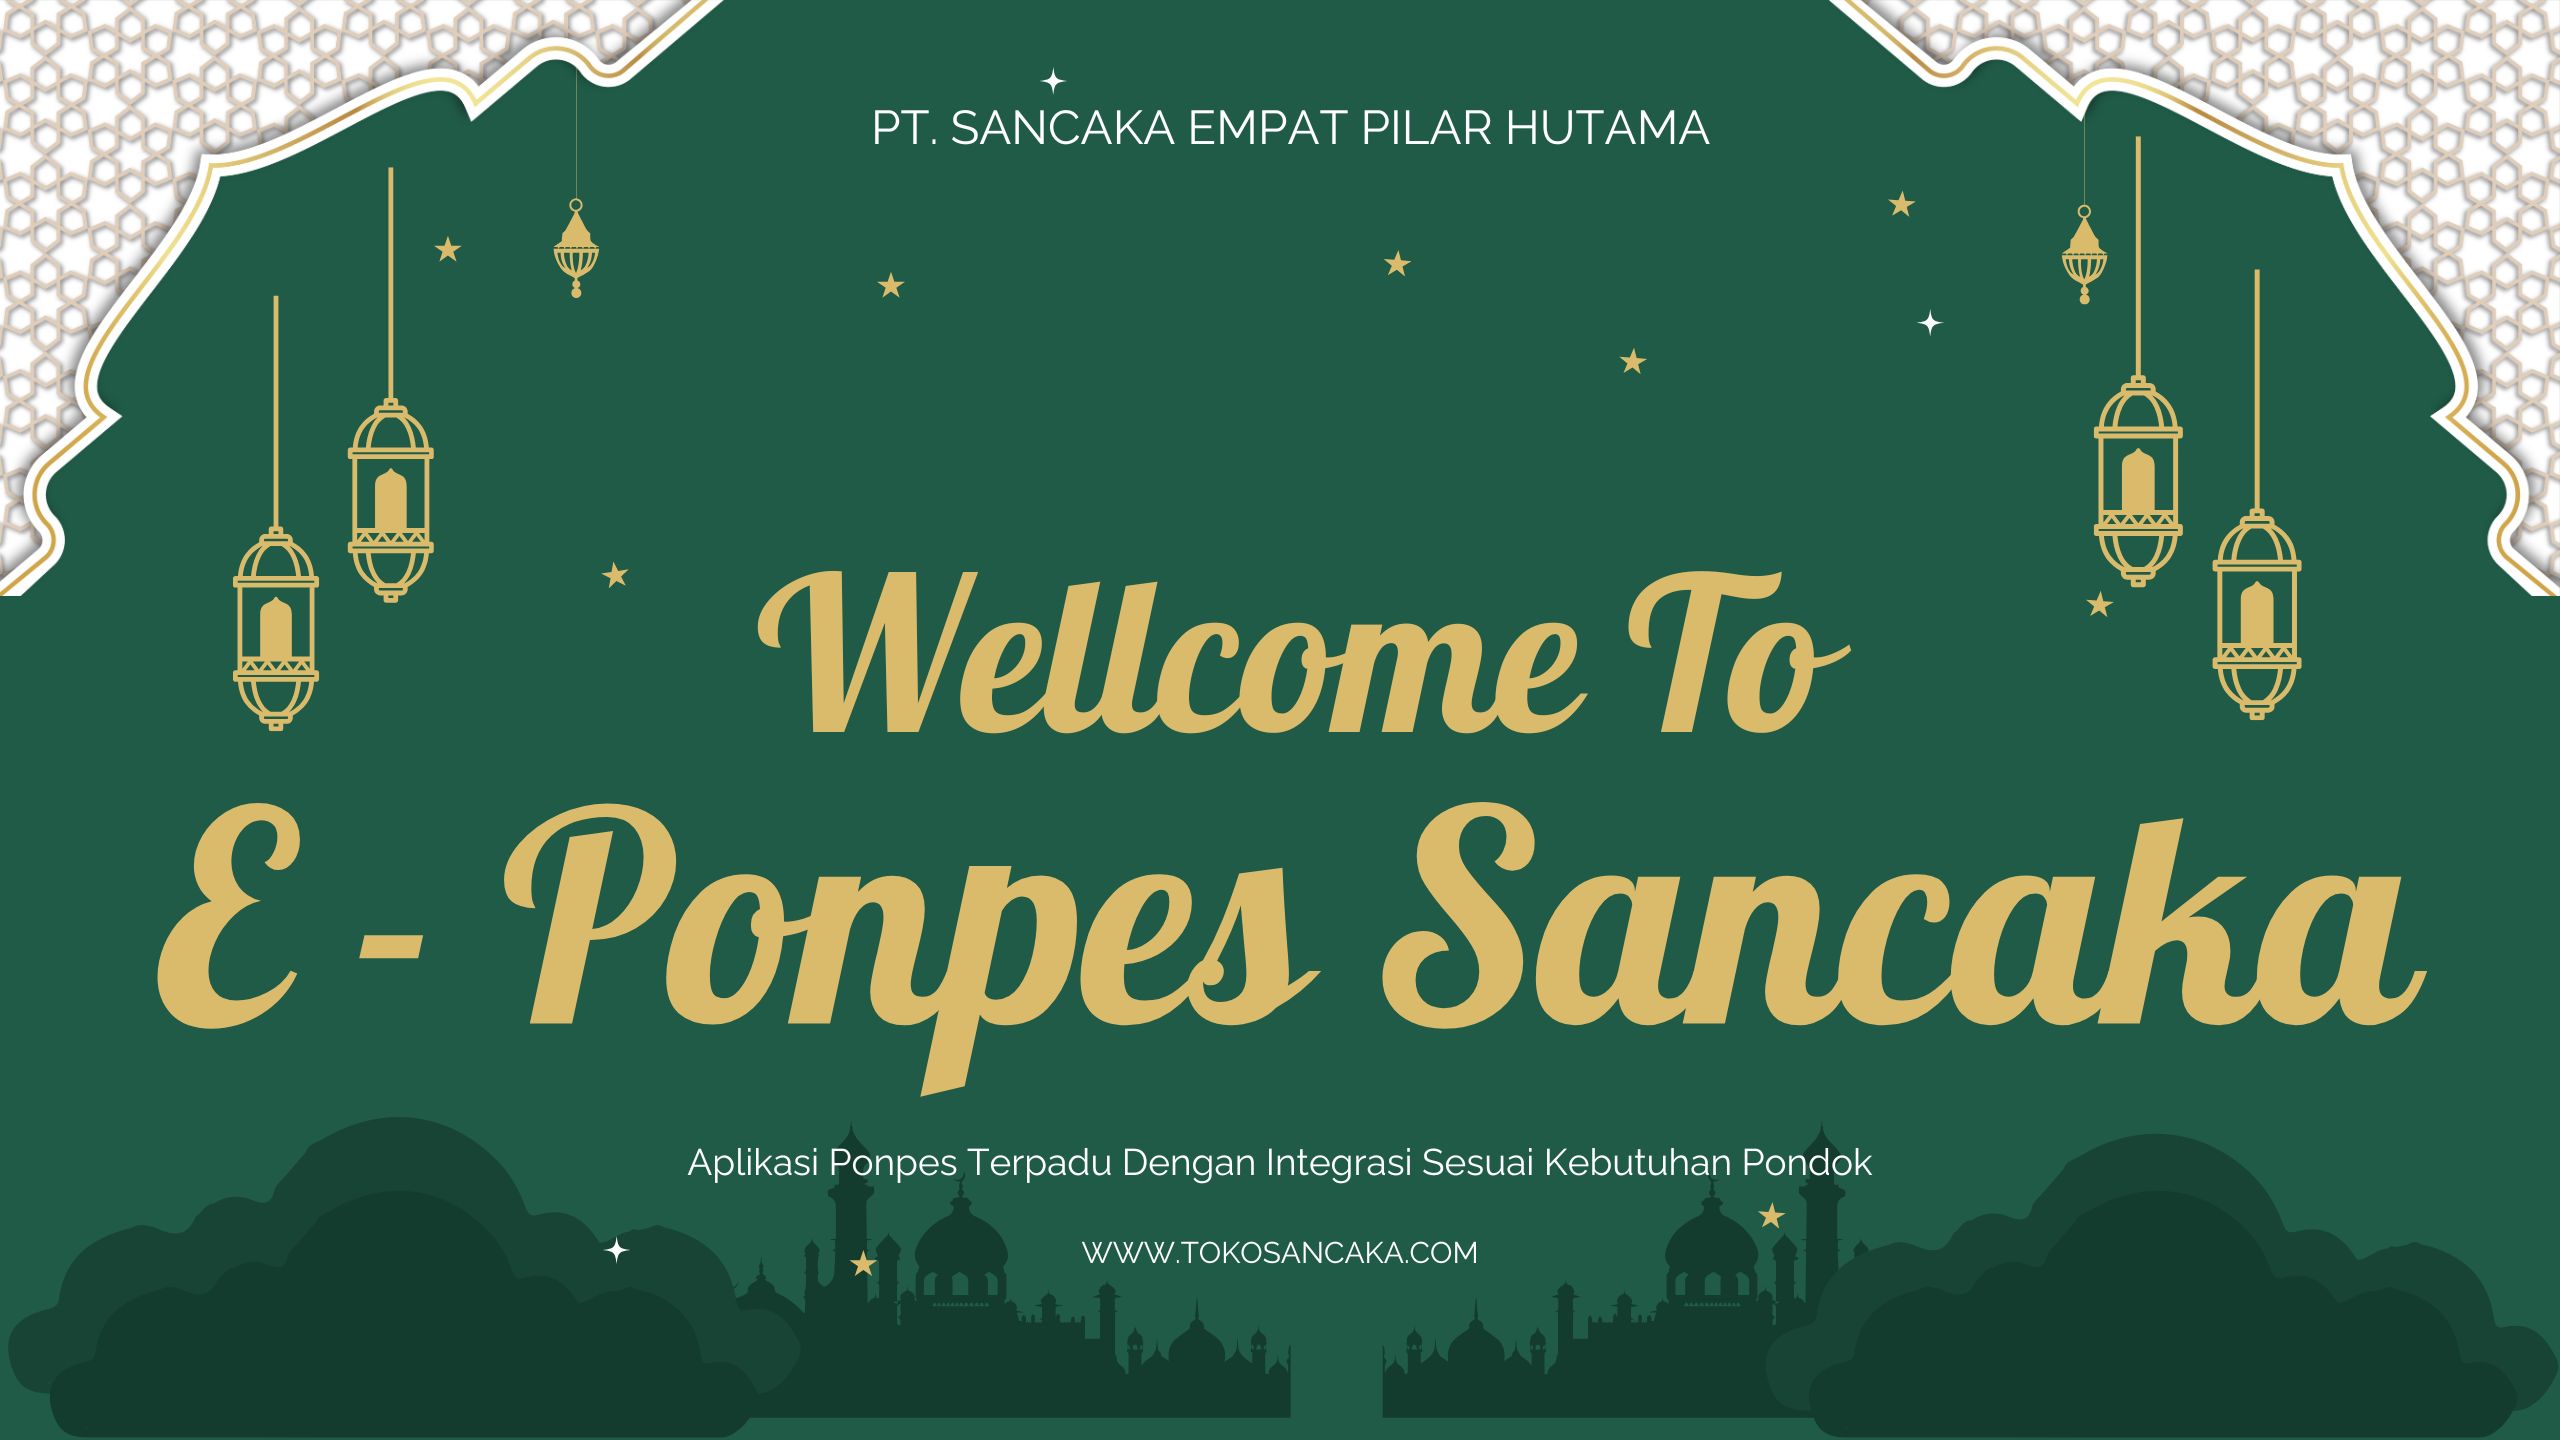 PT. SANCAKA EMPAT PILAR HUTAMA
Wellcome To
E - Ponpes Sancaka
Aplikasi Ponpes Terpadu Dengan Integrasi Sesuai Kebutuhan Pondok
WWW.TOKOSANCAKA.COM